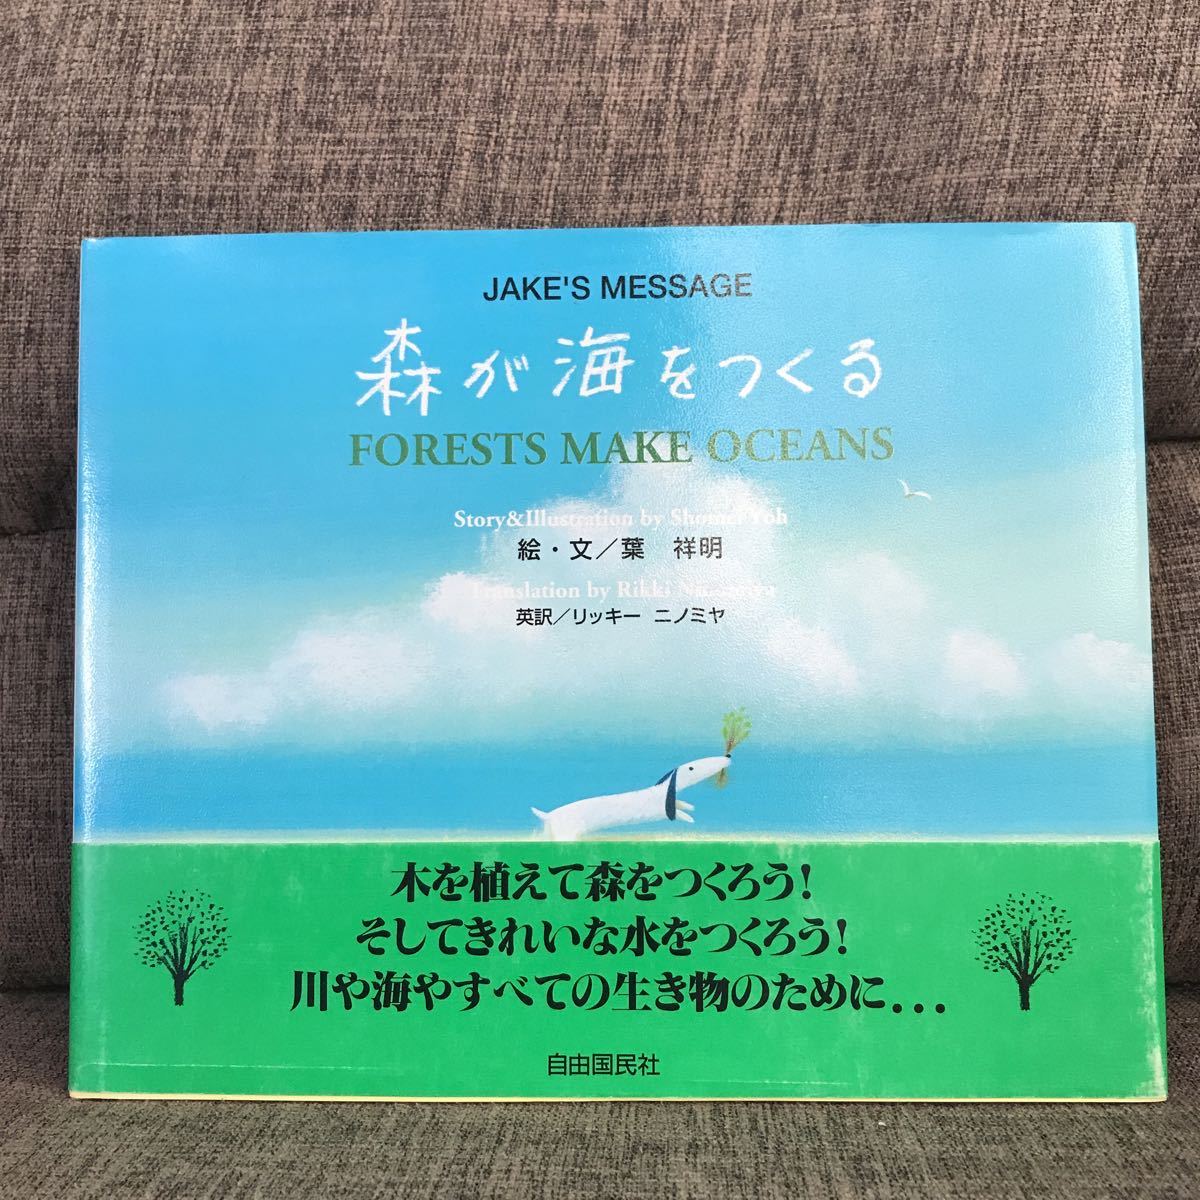 JAKE'S MESSAGE
森が海をつくる
FORESTS MAKE OCEANS
Story&Illustration by Shomei Yoh
絵・文／葉 祥明
Translation by Rikki
英訳／リッキー ニノミヤ
木を植えて森をつくろう!
そしてきれいな水をつくろう!
川や海やすべての生き物のために...
自由国民社